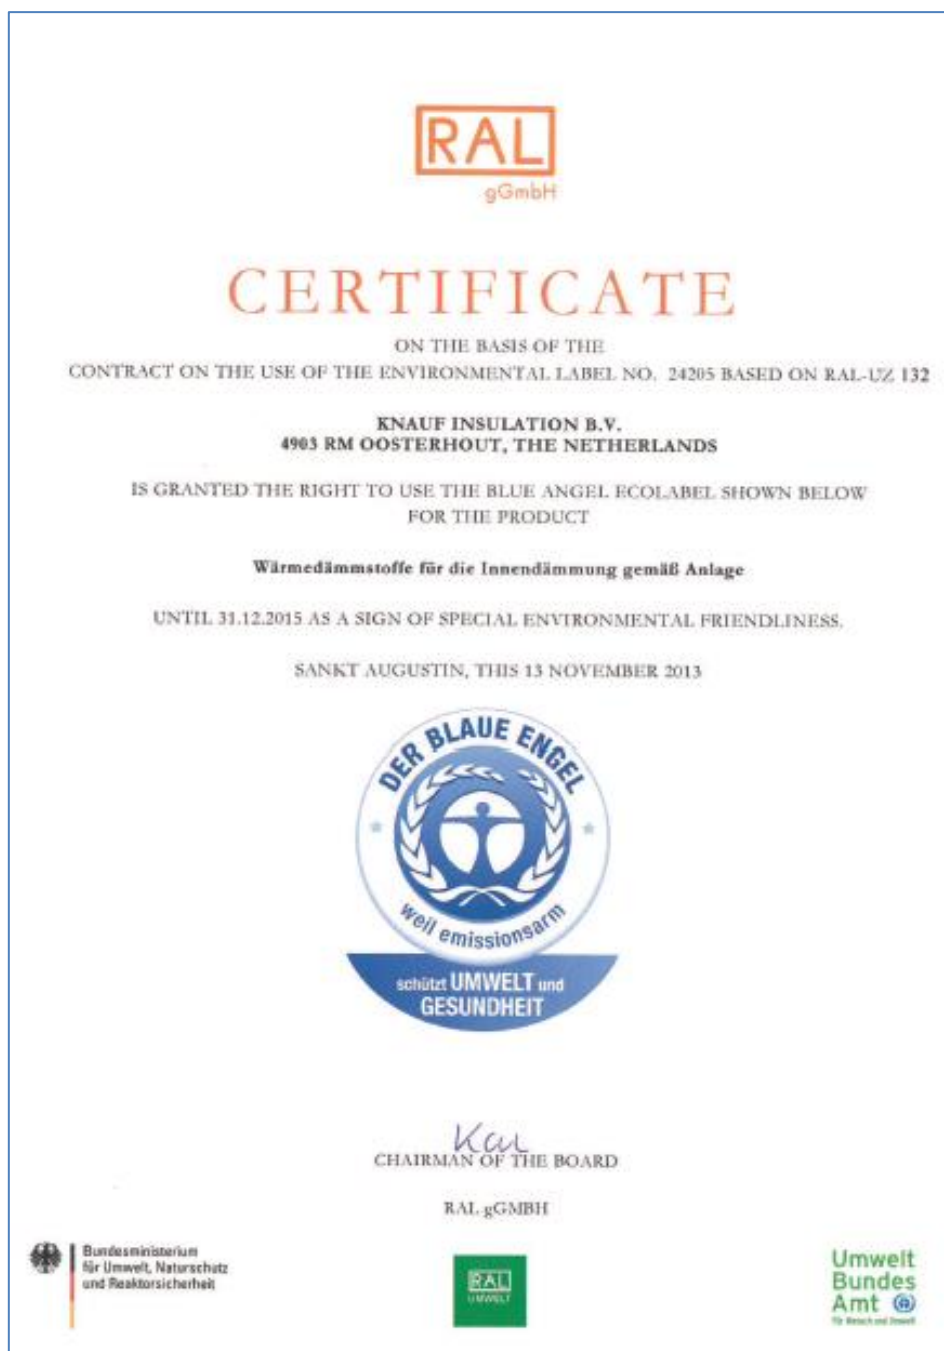 RAL
gGmbH
CERTIFICATE
ON THE BASIS OF THE
CONTRACT ON THE USE OF THE ENVIRONMENTAL LABEL NO. 24205 BASED ON RAL-UZ 132
KNAUF INSULATION B.V.
4903 RM OOSTERHOUT, THE NETHERLANDS
IS GRANTED THE RIGHT TO USE THE BLUE ANGEL ECOLABEL SHOWN BELOW
FOR THE PRODUCT
Wärmedämmstoffe für die Innendämmung gemäß Anlage
UNTIL 31.12.2015 AS A SIGN OF SPECIAL ENVIRONMENTAL FRIENDLINESS.
SANKT AUGUSTIN, THIS 13 NOVEMBER 2013
DER BLAUE ENGEL
weil emissionsarm
schützt UMWELT und
GESUNDHEIT
CHAIRMAN OF THE BOARD
RAL gGMBH
Bundesministerium
für Umwelt, Naturschutz
und Reaktorsicherheit
RAL
UMWELT
Umwelt
Bundes
Amt
Für Mensch und Umwelt